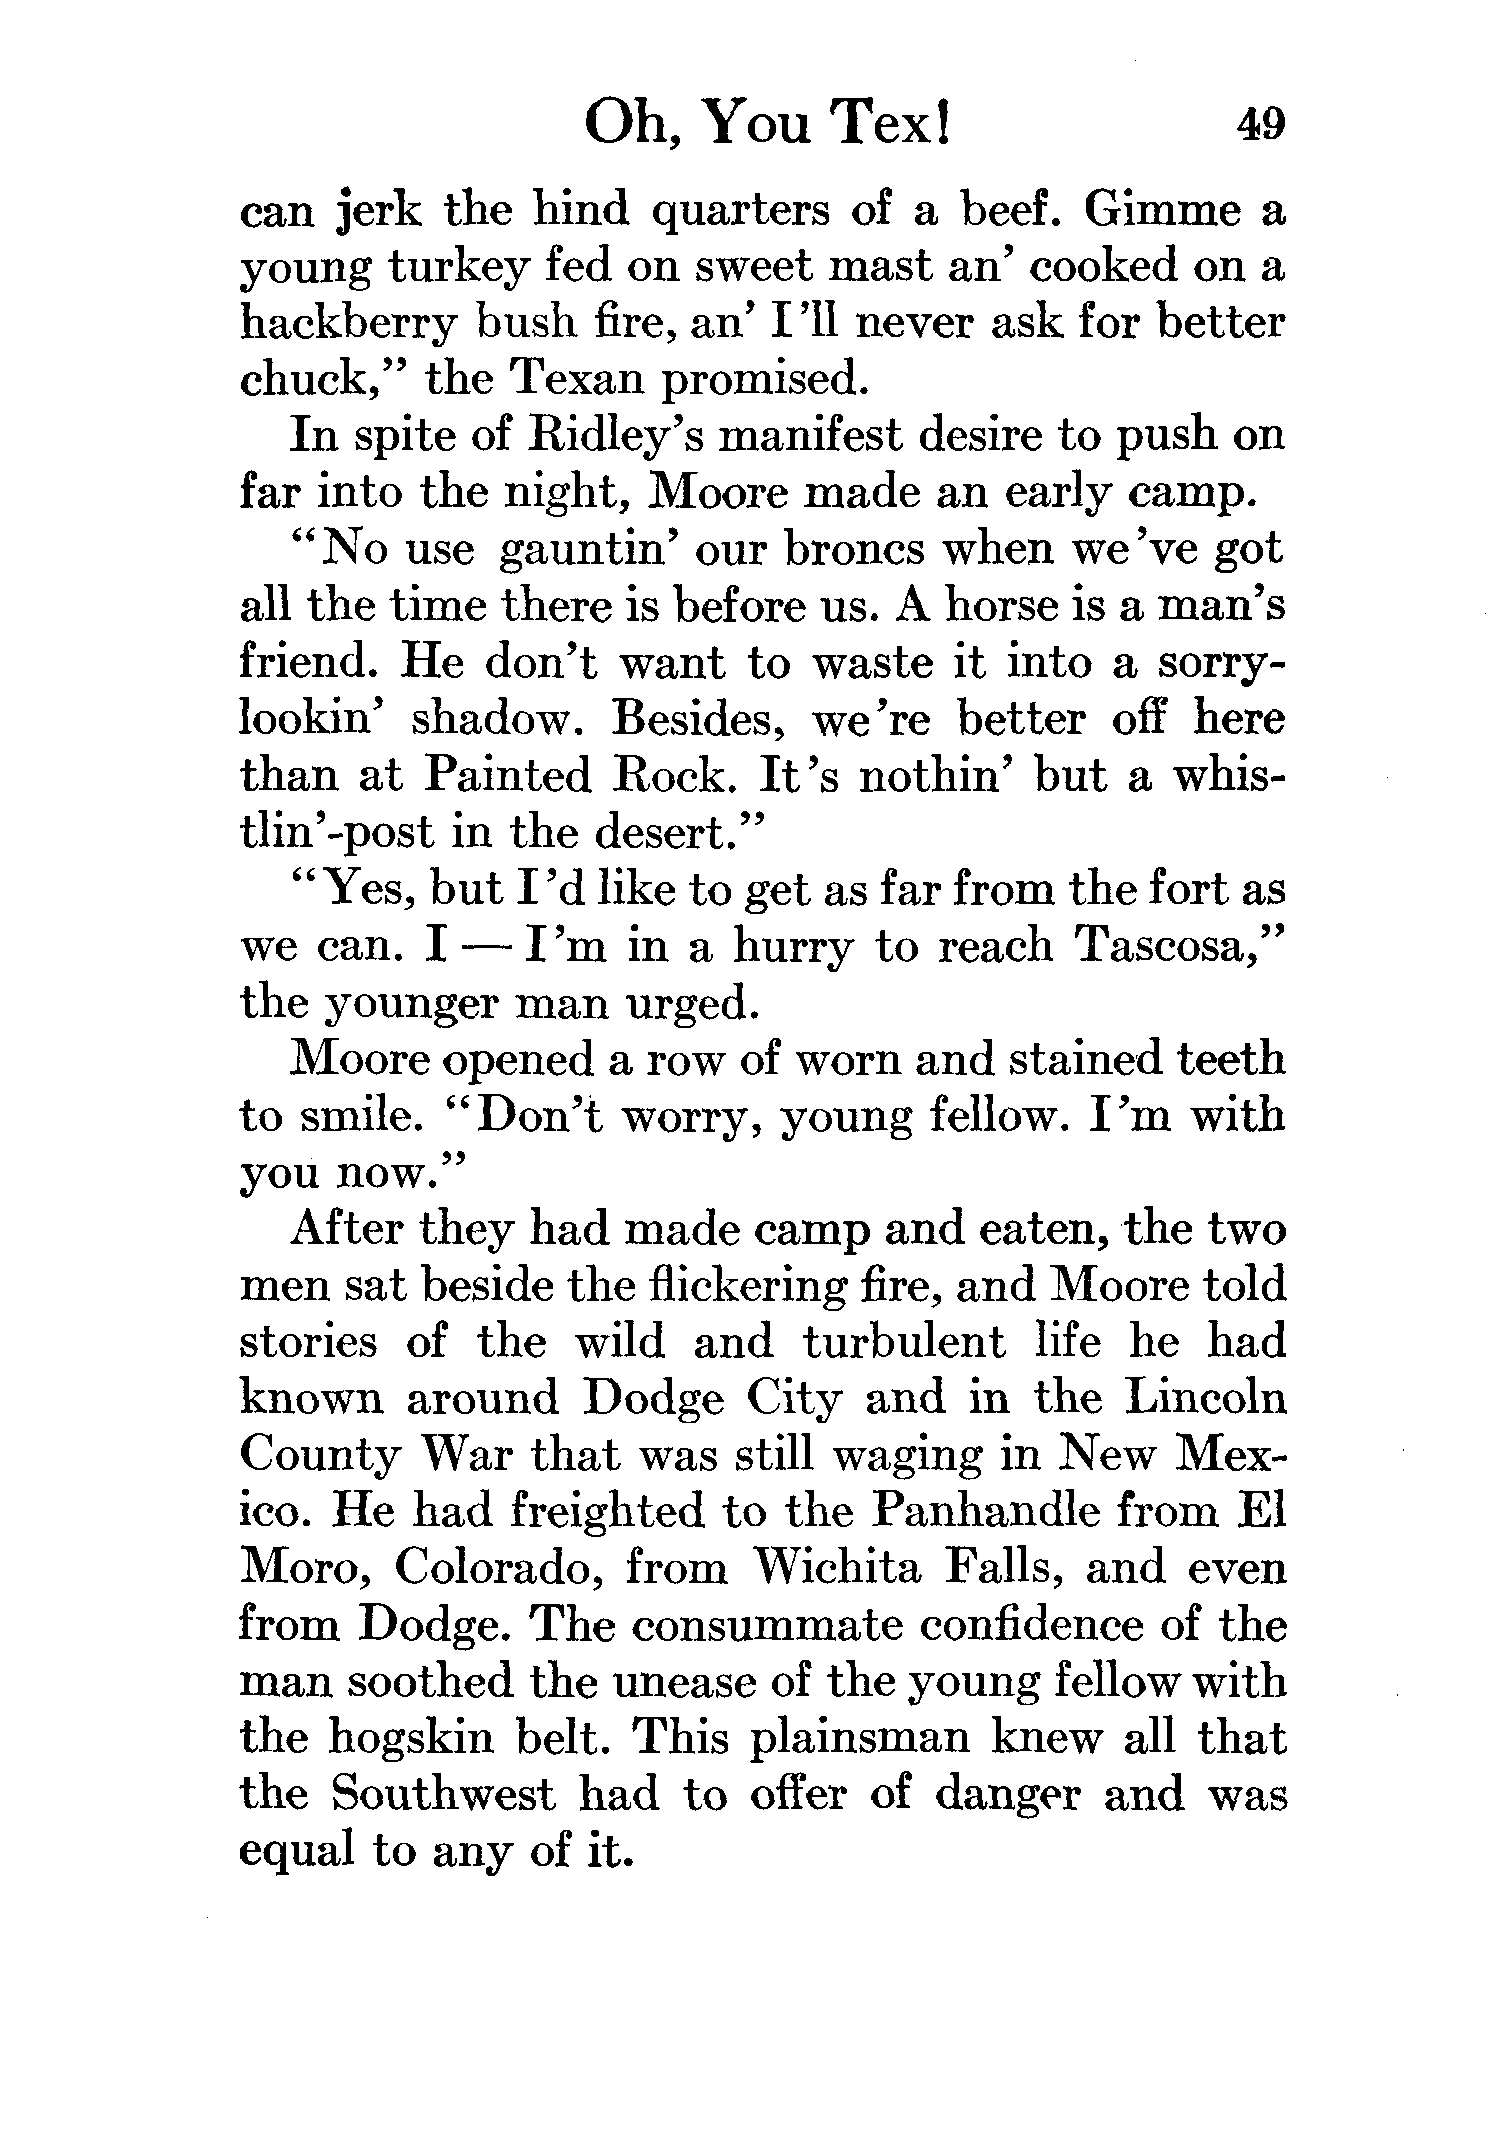 Oh, You Tex! 49
can jerk the hind quarters of a beef. Gimme a
young turkey fed on sweet mast an' cooked on a
hackberry bush fire, an' I'll never ask for better
chuck," the Texan promised.
In spite of Ridley's manifest desire to push on
far into the night, Moore made an early camp.
"No use gauntin' our broncs when we've got
all the time there is before us. A horse is a man's
friend. He don't want to waste it into a sorry-
lookin' shadow. Besides, we're better off here
than at Painted Rock. It's nothin' but a whis-
tlin'-post in the desert."
"Yes, but I'd like to get as far from the fort as
we can. I — I'm in a hurry to reach Tascosa,"
the younger man urged.
Moore opened a row of worn and stained teeth
to smile. "Don't worry, young fellow. I'm with
you now."
After they had made camp and eaten, the two
men sat beside the flickering fire, and Moore told
stories of the wild and turbulent life he had
known around Dodge City and in the Lincoln
County War that was still waging in New Mex-
ico. He had freighted to the Panhandle from El
Moro, Colorado, from Wichita Falls, and even
from Dodge. The consummate confidence of the
man soothed the unease of the young fellow with
the hogskin belt. This plainsman knew all that
the Southwest had to offer of danger and was
equal to any of it.